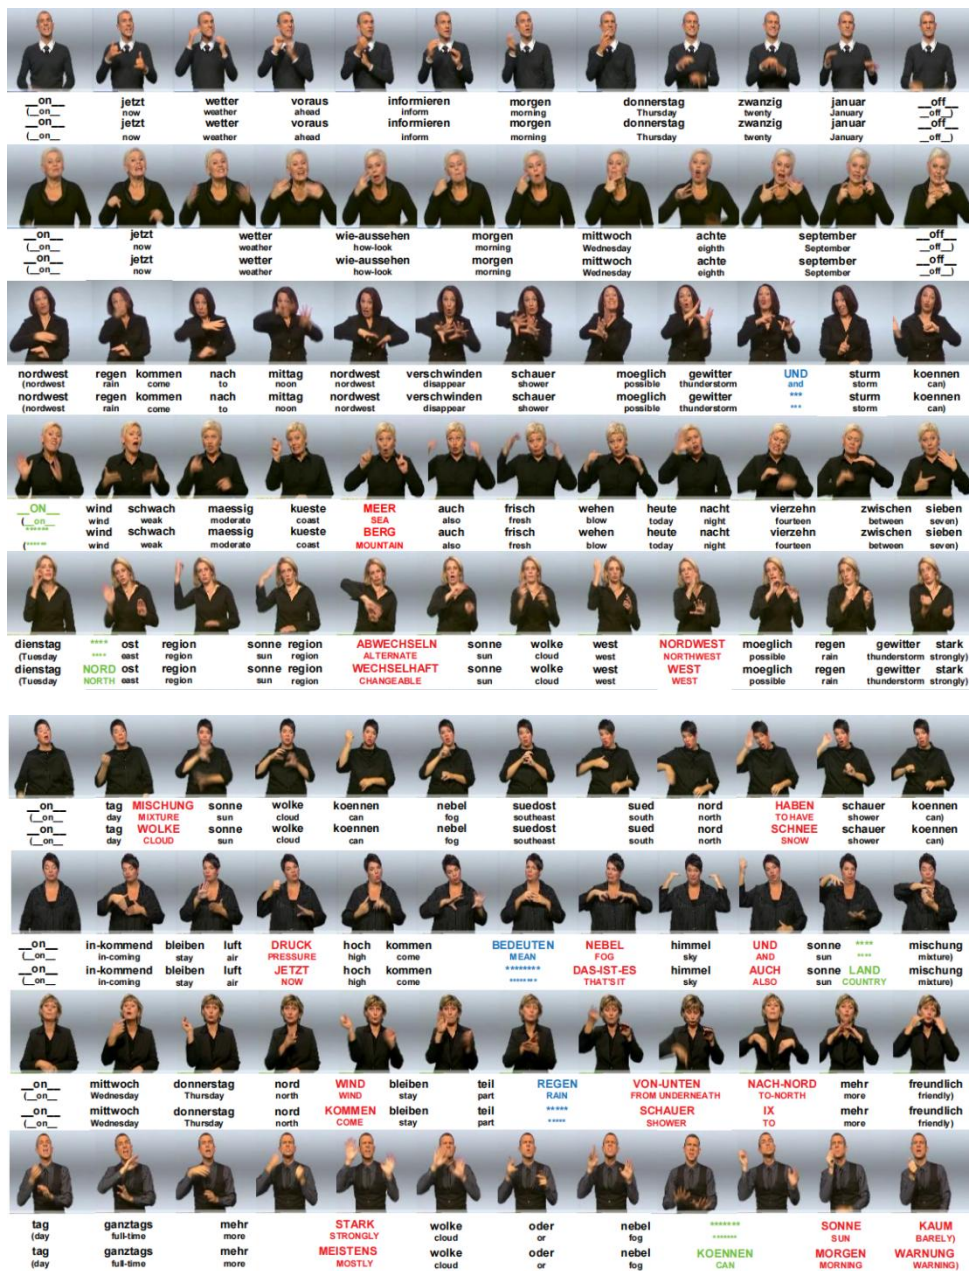 __on__ jetzt wetter voraus informieren morgen donnerstag zwanzig januar __off__
(__on__ now weather ahead inform morning Thursday twenty January __off__)
__on__ jetzt wetter voraus informieren morgen donnerstag zwanzig januar __off__
(__on__ now weather ahead inform morning Thursday twenty January __off__)
__on__ jetzt wetter wie-aussehen morgen mittwoch achte september __off__
(__on__ now weather how-look morning Wednesday eighth September __off__)
__on__ jetzt wetter wie-aussehen morgen mittwoch achte september __off__
(__on__ now weather how-look morning Wednesday eighth September __off__)
nordwest regen kommen nach mittag nordwest verschwinden schauer moeglich gewitter UND sturm koennen
(nordwest rain come to noon nordwest disappear shower possible thunderstorm and storm can)
nordwest regen kommen nach mittag nordwest verschwinden schauer moeglich gewitter *** sturm koennen
(nordwest rain come to noon nordwest disappear shower possible thunderstorm *** storm can)
__ON__ wind schwach maessig kueste MEER auch frisch wehen heute nacht vierzehn zwischen sieben
(__on__ wind weak moderate coast SEA also fresh blow today night fourteen between seven)
****** wind schwach maessig kueste BERG auch frisch wehen heute nacht vierzehn zwischen sieben
(****** wind weak moderate coast MOUNTAIN also fresh blow today night fourteen between seven)
dienstag **** ost region sonne region ABWECHSELN sonne wolke west NORDWEST moeglich regen gewitter stark
(Tuesday **** east region sun region ALTERNATE sun cloud west NORTHWEST possible rain thunderstorm strongly)
dienstag NORD ost region sonne region WECHSELHAFT sonne wolke west WEST moeglich regen gewitter stark
(Tuesday NORTH east region sun region CHANGEABLE sun cloud west WEST possible rain thunderstorm strongly)
__on__ tag MISCHUNG sonne wolke koennen nebel suedost sued nord HABEN schauer koennen
(__on__ day MIXTURE sun cloud can fog southeast south north TO HAVE shower can)
__on__ tag WOLKE sonne wolke koennen nebel suedost sued nord SCHNEE schauer koennen
(__on__ day CLOUD sun cloud can fog southeast south north SNOW shower can)
__on__ in-kommend bleiben luft DRUCK hoch kommen BEDEUTEN NEBEL himmel UND sonne **** mischung
(__on__ in-coming stay air PRESSURE high come MEAN FOG sky AND sun **** mixture)
__on__ in-kommend bleiben luft JETZT hoch kommen ******** DAS-IST-ES himmel AUCH sonne LAND mischung
(__on__ in-coming stay air NOW high come ******** THAT'S IT sky ALSO sun COUNTRY mixture)
__on__ mittwoch donnerstag nord WIND bleiben teil REGEN VON-UNTEN NACH-NORD mehr freundlich
(__on__ Wednesday Thursday north WIND stay part RAIN FROM UNDERNEATH TO-NORTH more friendly)
__on__ mittwoch donnerstag nord KOMMEN bleiben teil ***** SCHAUER IX mehr freundlich
(__on__ Wednesday Thursday north COME stay part ***** SHOWER TO more friendly)
tag ganztags mehr STARK wolke oder nebel ******* SONNE KAUM
(day full-time more STRONGLY cloud or fog ******* SUN BARELY)
tag ganztags mehr MEISTENS wolke oder nebel KOENNEN MORGEN WARNUNG
(day full-time more MOSTLY cloud or fog CAN MORNING WARNING)